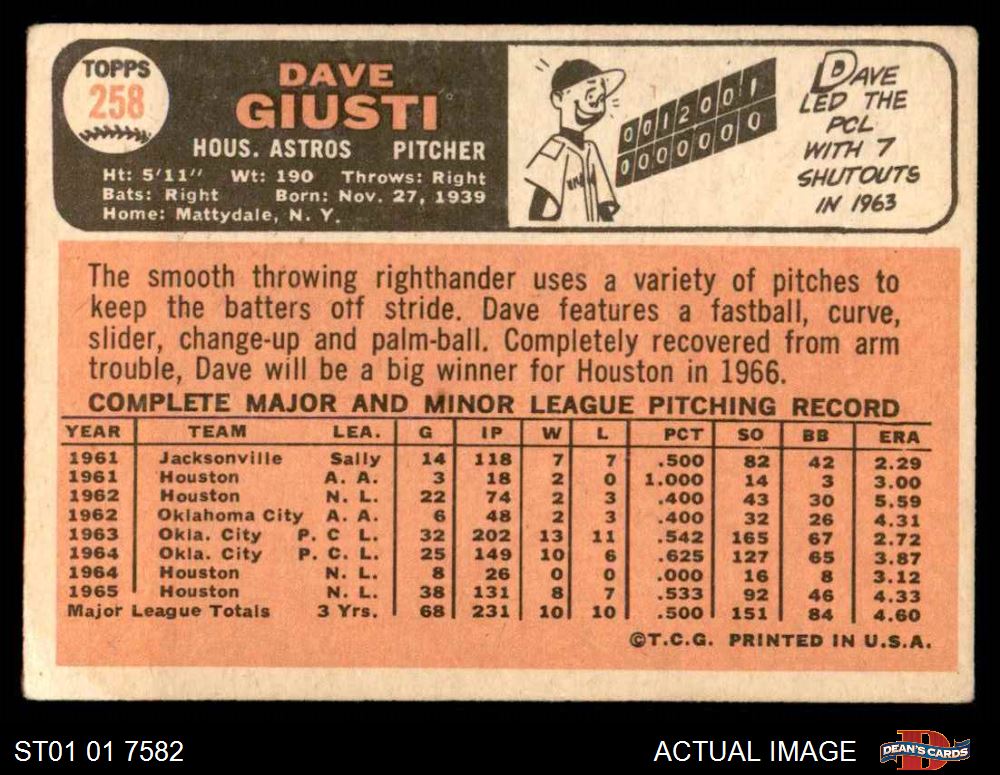 TOPPS
258
DAVE
GIUSTI
HOUS. ASTROS PITCHER
Ht: 5'11" Wt: 190 Throws: Right
Bats: Right Born: Nov. 27, 1939
Home: Mattydale, N. Y.
0012001
0000000
DAVE
LED THE
PCL
WITH 7
SHUTOUTS
IN 1963
The smooth throwing righthander uses a variety of pitches to
keep the batters off stride. Dave features a fastball, curve,
slider, change-up and palm-ball. Completely recovered from arm
trouble, Dave will be a big winner for Houston in 1966.
COMPLETE MAJOR AND MINOR LEAGUE PITCHING RECORD
YEAR TEAM LEA. G IP W L PCT SO BB ERA
1961 Jacksonville Sally 14 118 7 7 .500 82 42 2.29
1961 Houston A. A. 3 18 2 0 1.000 14 3 3.00
1962 Houston N. L. 22 74 2 3 .400 43 30 5.59
1962 Oklahoma City A. A. 6 48 2 3 .400 32 26 4.31
1963 Okla. City P. C L. 32 202 13 11 .542 165 67 2.72
1964 Okla. City P. C. L. 25 149 10 6 .625 127 65 3.87
1964 Houston N. L. 8 26 0 0 .000 16 8 3.12
1965 Houston N. L. 38 131 8 7 .533 92 46 4.33
Major League Totals 3 Yrs. 68 231 10 10 .500 151 84 4.60
©T.C.G. PRINTED IN U.S.A.
ST01 01 7582
ACTUAL IMAGE
DEAN'S CARDS